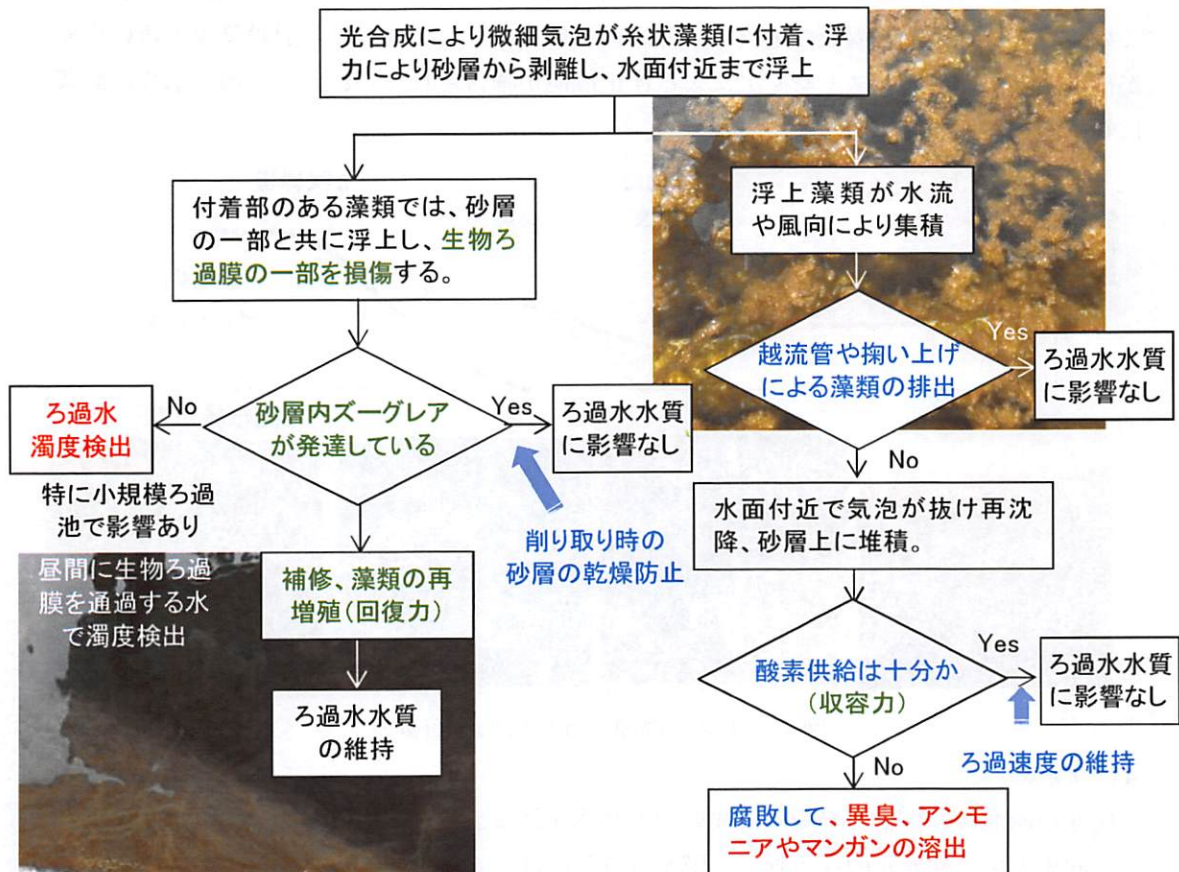 光合成により微細気泡が糸状藻類に付着、浮
力により砂層から剥離し、水面付近まで浮上
付着部のある藻類では、砂層
の一部と共に浮上し、生物ろ
過膜の一部を損傷する。
砂層内ズーグレア
が発達している
No
ろ過水
濁度検出
特に小規模ろ過
池で影響あり
昼間に生物ろ過
膜を通過する水
で濁度検出
Yes
ろ過水水質
に影響なし
削り取り時の
砂層の乾燥防止
補修、藻類の再
増殖(回復力)
ろ過水水質
の維持
浮上藻類が水流
や風向により集積
越流管や掬い上げ
による藻類の排出
Yes
ろ過水水質
に影響なし
No
水面付近で気泡が抜け再沈
降、砂層上に堆積。
酸素供給は十分か
(収容力)
Yes
ろ過水水質
に影響なし
ろ過速度の維持
No
腐敗して、異臭、アンモ
ニアやマンガンの溶出